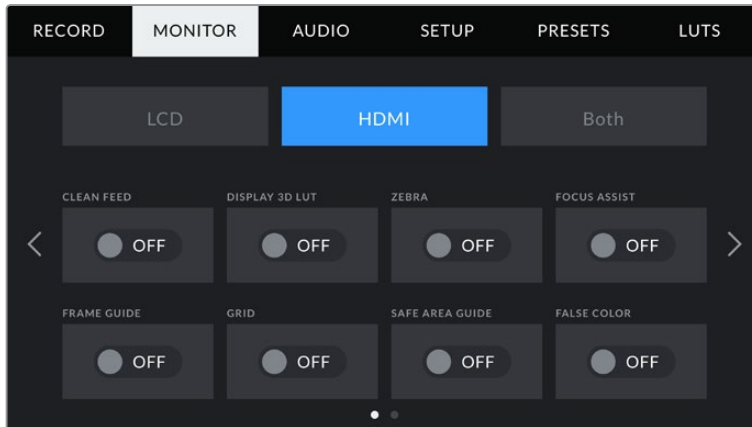 RECORD MONITOR AUDIO SETUP PRESETS LUTS
LCD HDMI Both
CLEAN FEED DISPLAY 3D LUT ZEBRA FOCUS ASSIST
OFF OFF OFF OFF
FRAME GUIDE GRID SAFE AREA GUIDE FALSE COLOR
OFF OFF OFF OFF